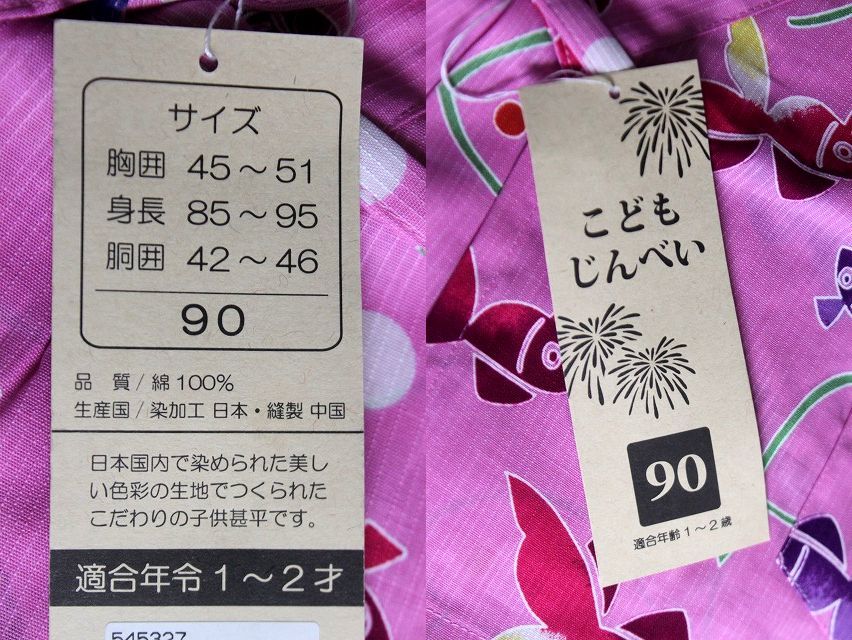 サイズ
胸囲 45～51
身長 85～95
胴囲 42～46
90
品 質/綿100%
生産国/染加工 日本・縫製 中国
日本国内で染められた美し
い色彩の生地でつくられた
こだわりの子供甚平です。
適合年令1～2才
こども
じんべい
90
適合年齢1～2歳